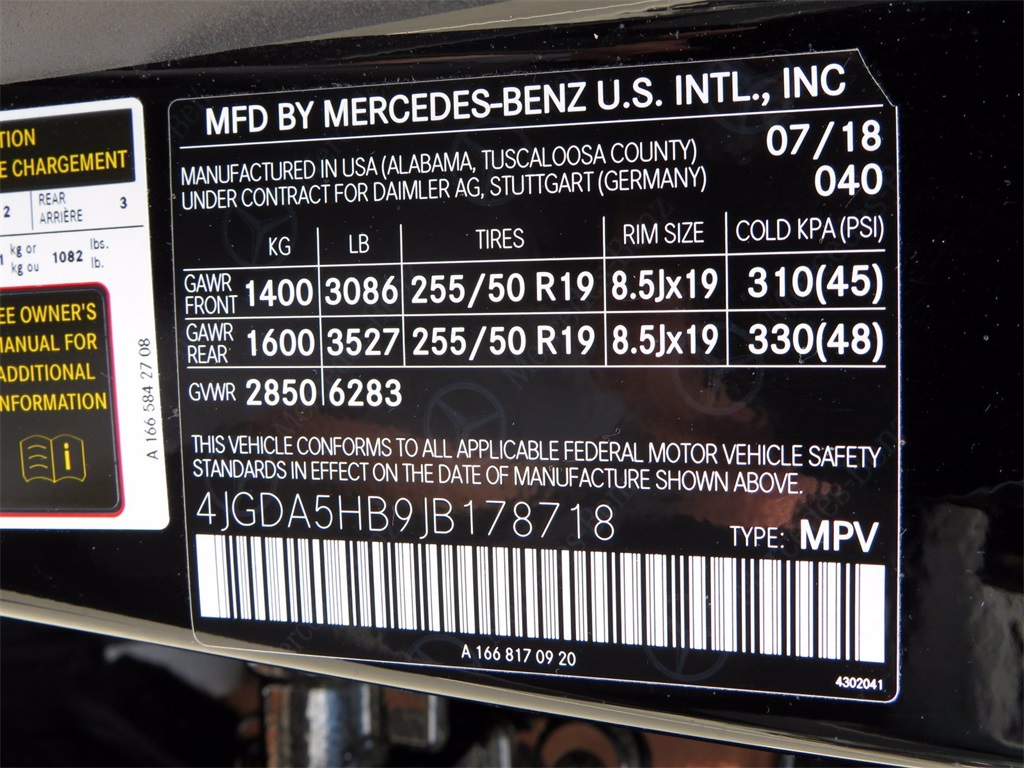 TION
E CHARGEMENT
2 REAR ARRIÈRE 3
kg or kg ou 1082 lbs. lb.
EE OWNER'S
MANUAL FOR
ADDITIONAL
INFORMATION
A 166 584 27 08
MFD BY MERCEDES-BENZ U.S. INTL., INC
07/18
MANUFACTURED IN USA (ALABAMA, TUSCALOOSA COUNTY)
UNDER CONTRACT FOR DAIMLER AG, STUTTGART (GERMANY)
040
KG LB TIRES RIM SIZE COLD KPA (PSI)
GAWR FRONT 1400 3086 255/50 R19 8.5Jx19 310(45)
GAWR REAR 1600 3527 255/50 R19 8.5Jx19 330(48)
GVWR 2850 6283
THIS VEHICLE CONFORMS TO ALL APPLICABLE FEDERAL MOTOR VEHICLE SAFETY
STANDARDS IN EFFECT ON THE DATE OF MANUFACTURE SHOWN ABOVE.
4JGDA5HB9JB178718
TYPE: MPV
A 166 817 09 20
4302041